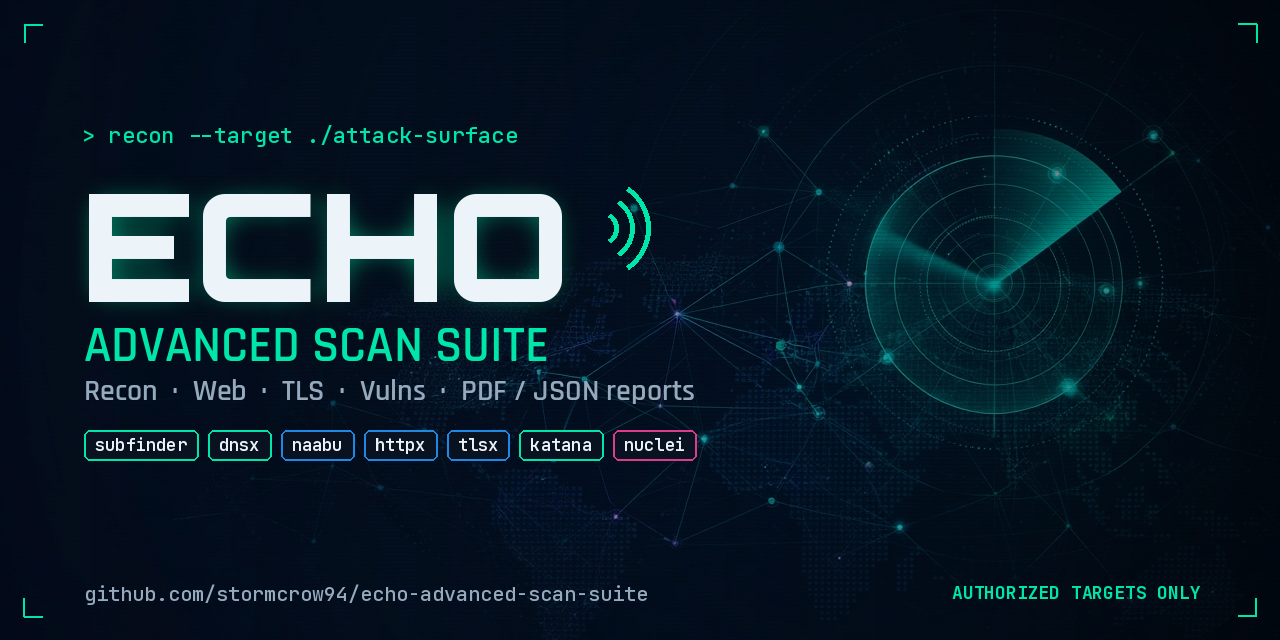 > recon --target ./attack-surface
ECHO
ADVANCED SCAN SUITE
Recon · Web · TLS · Vulns · PDF / JSON reports
subfinder dnsx naabu httpx tlsx katana nuclei
github.com/stormcrow94/echo-advanced-scan-suite
AUTHORIZED TARGETS ONLY